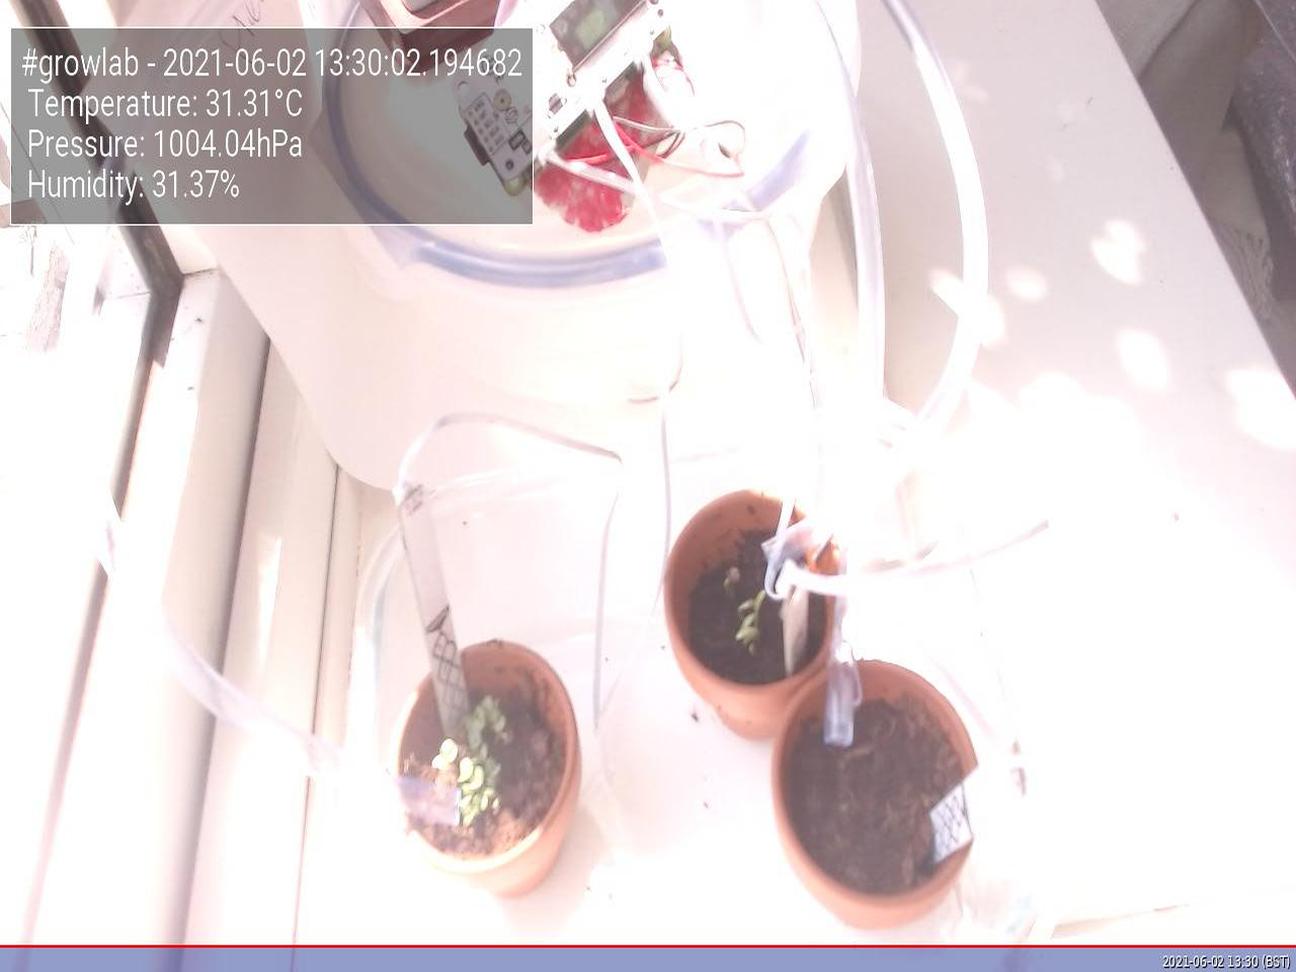 #growlab - 2021-06-02 13:30:02.194682
Temperature: 31.31°C
Pressure: 1004.04hPa
Humidity: 31.37%
2021-06-02 13:30 (BST)